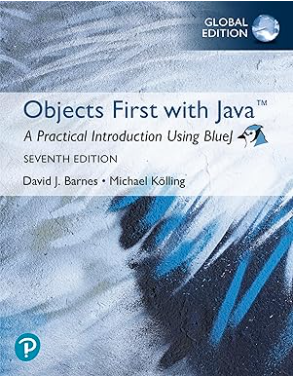 GLOBAL
EDITION
Objects First with Java™
A Practical Introduction Using BlueJ
SEVENTH EDITION
David J. Barnes • Michael Kölling
P